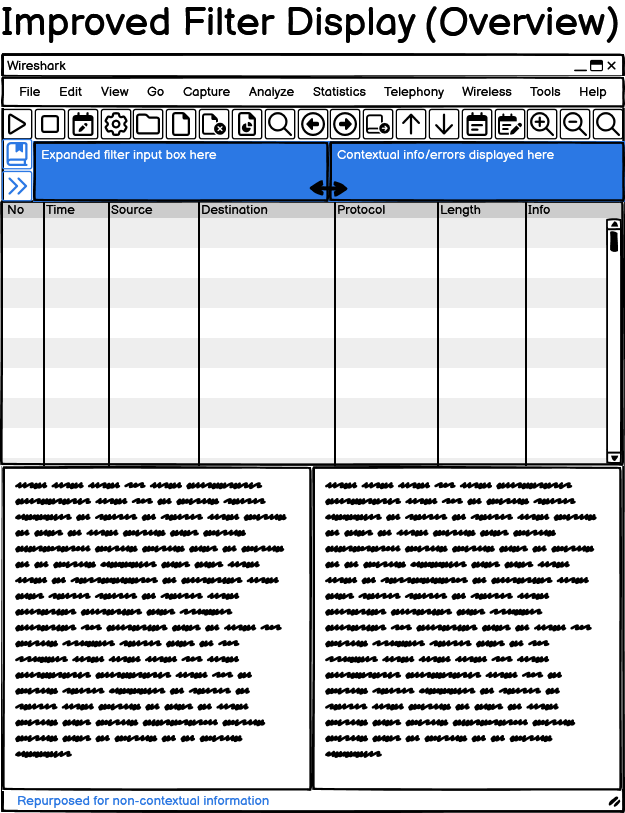 Improved Filter Display (Overview)
Wireshark
File Edit View Go Capture Analyze Statistics Telephony Wireless Tools Help
Expanded filter input box here Contextual info/errors displayed here
No Time Source Destination Protocol Length Info
Repurposed for non-contextual information